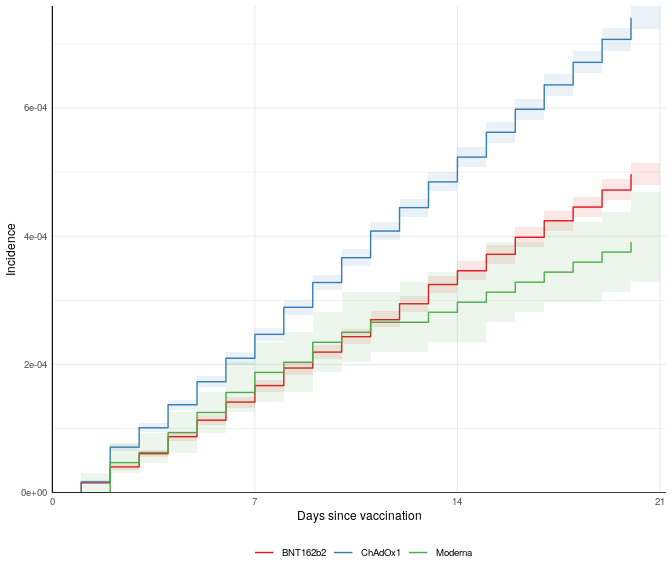 Incidence
6e-04
4e-04
2e-04
0e+00
0 7 14 21
Days since vaccination
BNT162b2 ChAdOx1 Moderna